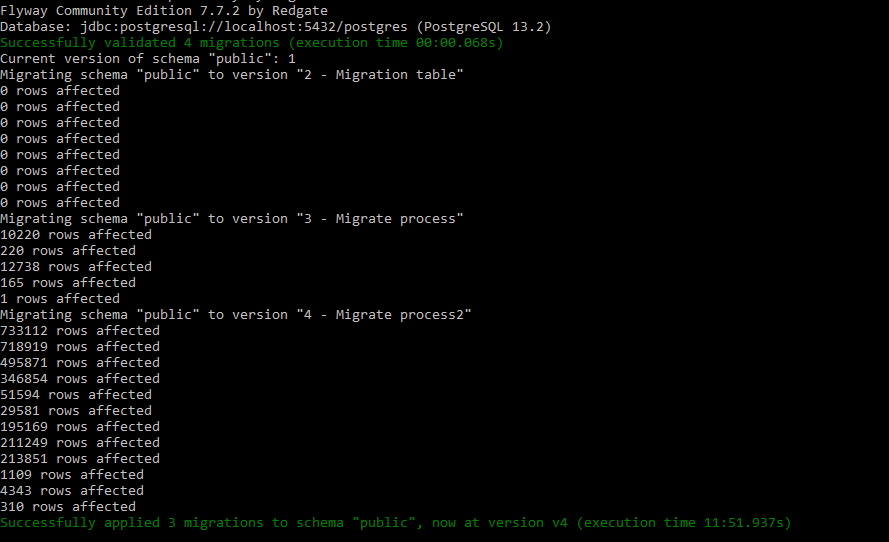 Flyway Community Edition 7.7.2 by Redgate
Database: jdbc:postgresql://localhost:5432/postgres (PostgreSQL 13.2)
Successfully validated 4 migrations (execution time 00:00.068s)
Current version of schema "public": 1
Migrating schema "public" to version "2 - Migration table"
0 rows affected
0 rows affected
0 rows affected
0 rows affected
0 rows affected
0 rows affected
0 rows affected
0 rows affected
Migrating schema "public" to version "3 - Migrate process"
10220 rows affected
220 rows affected
12738 rows affected
165 rows affected
1 rows affected
Migrating schema "public" to version "4 - Migrate process2"
733112 rows affected
718919 rows affected
495871 rows affected
346854 rows affected
51594 rows affected
29581 rows affected
195169 rows affected
211249 rows affected
213851 rows affected
1109 rows affected
4343 rows affected
310 rows affected
Successfully applied 3 migrations to schema "public", now at version v4 (execution time 11:51.937s)